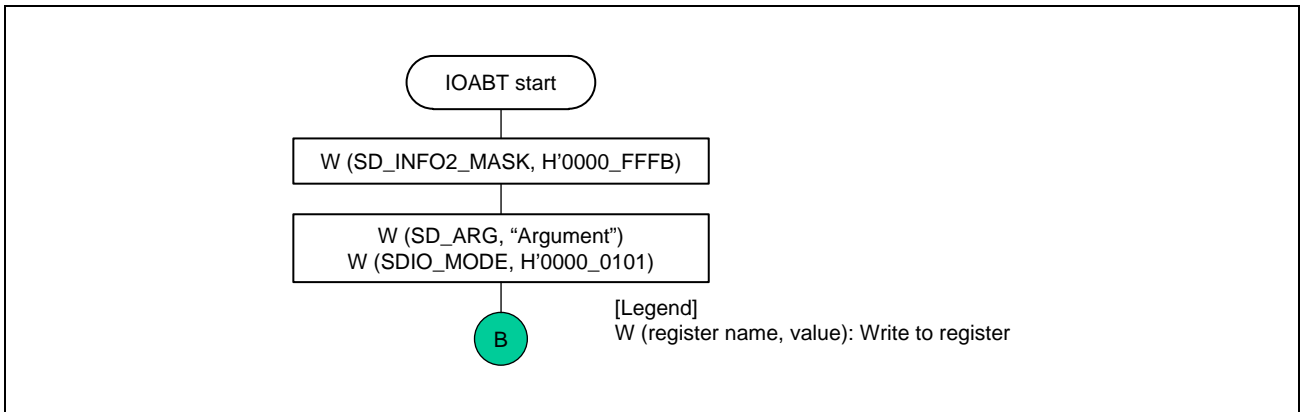 IOABT start
W (SD_INFO2_MASK, H’0000_FFFB)
W (SD_ARG, “Argument”)
W (SDIO_MODE, H’0000_0101)
[Legend]
W (register name, value): Write to register
B